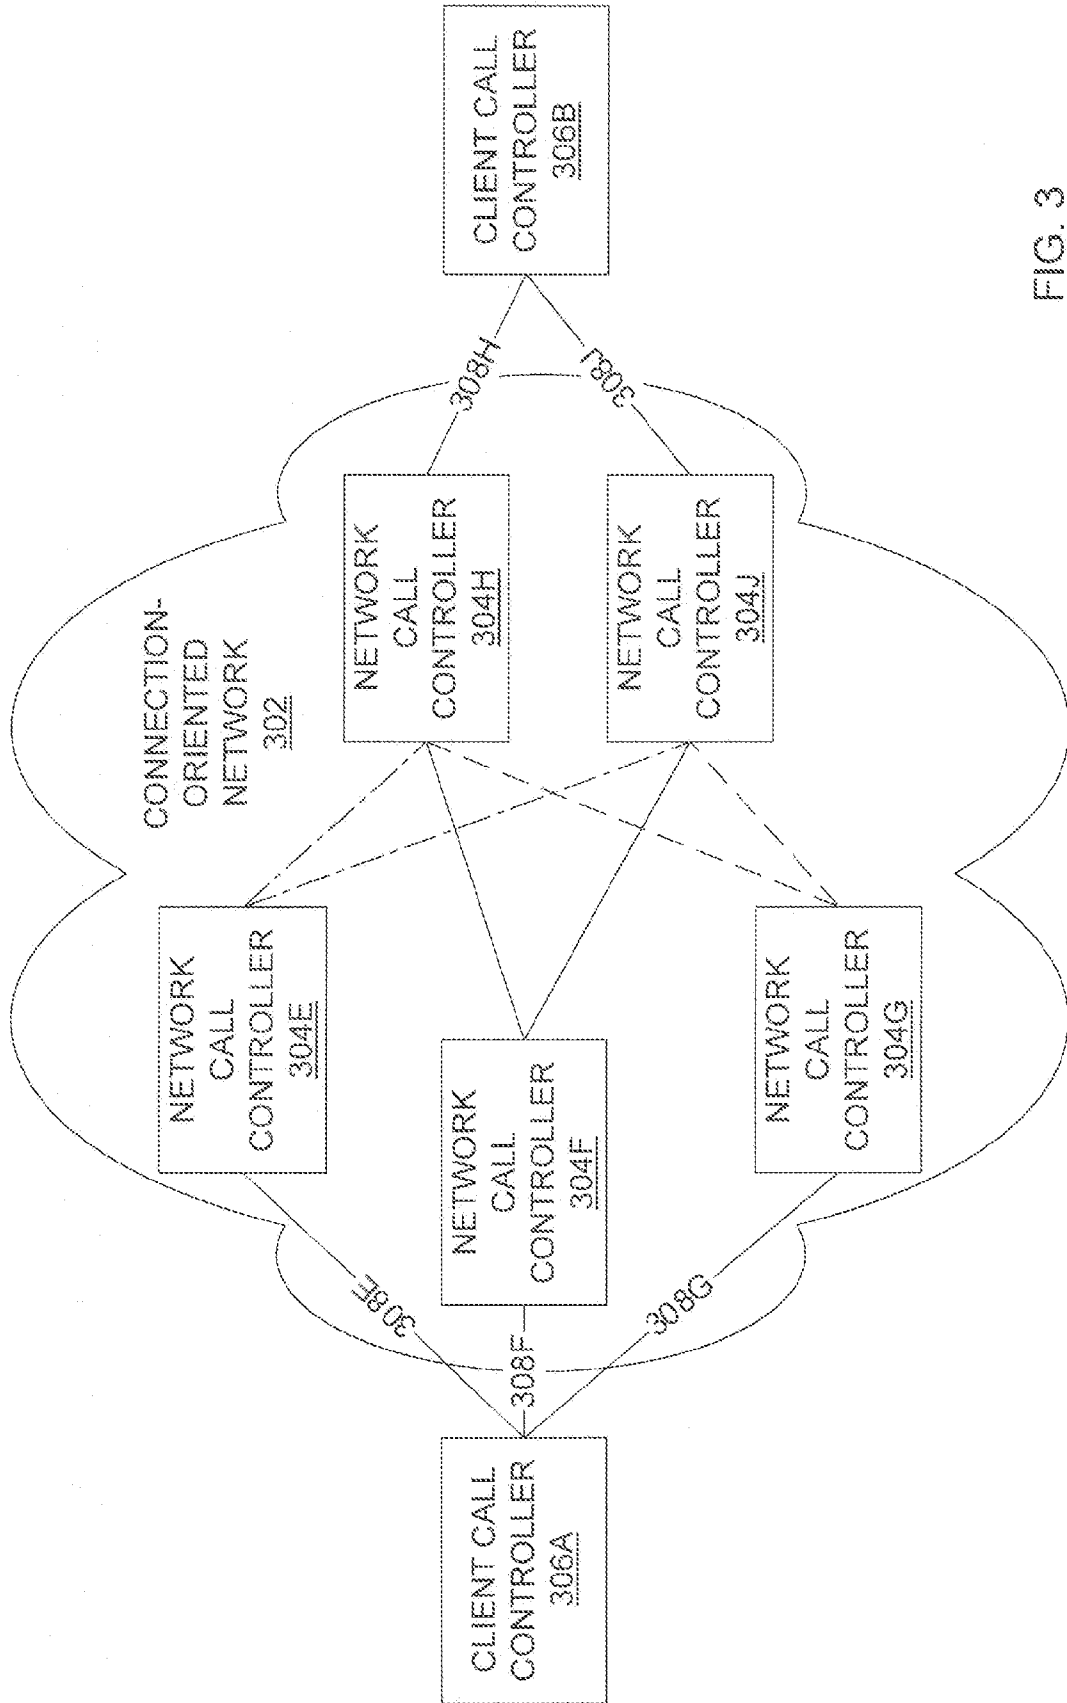 CONNECTION-
ORIENTED
NETWORK
302
CLIENT CALL
CONTROLLER
306A
308E
308F
308G
NETWORK
CALL
CONTROLLER
304E
NETWORK
CALL
CONTROLLER
304F
NETWORK
CALL
CONTROLLER
304G
NETWORK
CALL
CONTROLLER
304H
NETWORK
CALL
CONTROLLER
304J
308H
308J
CLIENT CALL
CONTROLLER
306B
FIG. 3